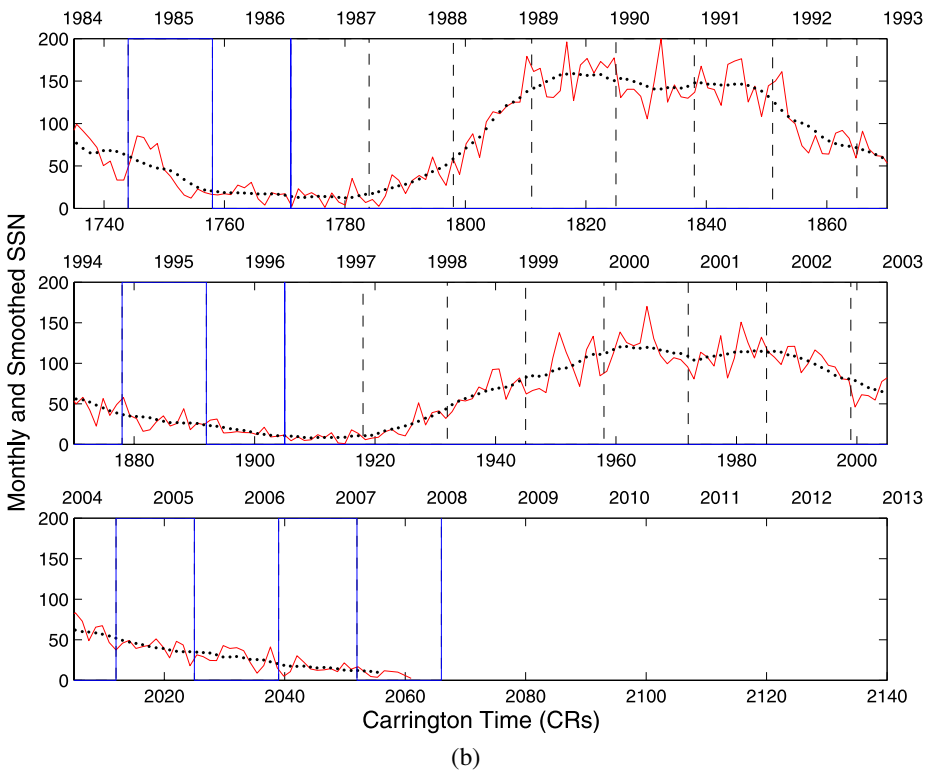 1984 1985 1986 1987 1988 1989 1990 1991 1992 1993
200
150
100
50
0
1740 1760 1780 1800 1820 1840 1860
1994 1995 1996 1997 1998 1999 2000 2001 2002 2003
200
150
100
50
0
1880 1900 1920 1940 1960 1980 2000
2004 2005 2006 2007 2008 2009 2010 2011 2012 2013
200
150
100
50
0
2020 2040 2060 2080 2100 2120 2140
Monthly and Smoothed SSN
Carrington Time (CRs)
(b)